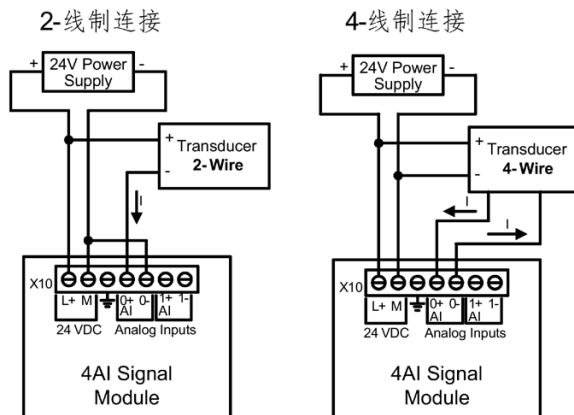 2-线制连接
+ 24V Power Supply -
+ Transducer
- 2-Wire
I
X10
L+ M 0+ 0- 1+ 1-
AI AI
24 VDC Analog Inputs
4AI Signal
Module
4-线制连接
+ 24V Power Supply -
+ Transducer
- 4-Wire
I
I
X10
L+ M 0+ 0- 1+ 1-
AI AI
24 VDC Analog Inputs
4AI Signal
Module